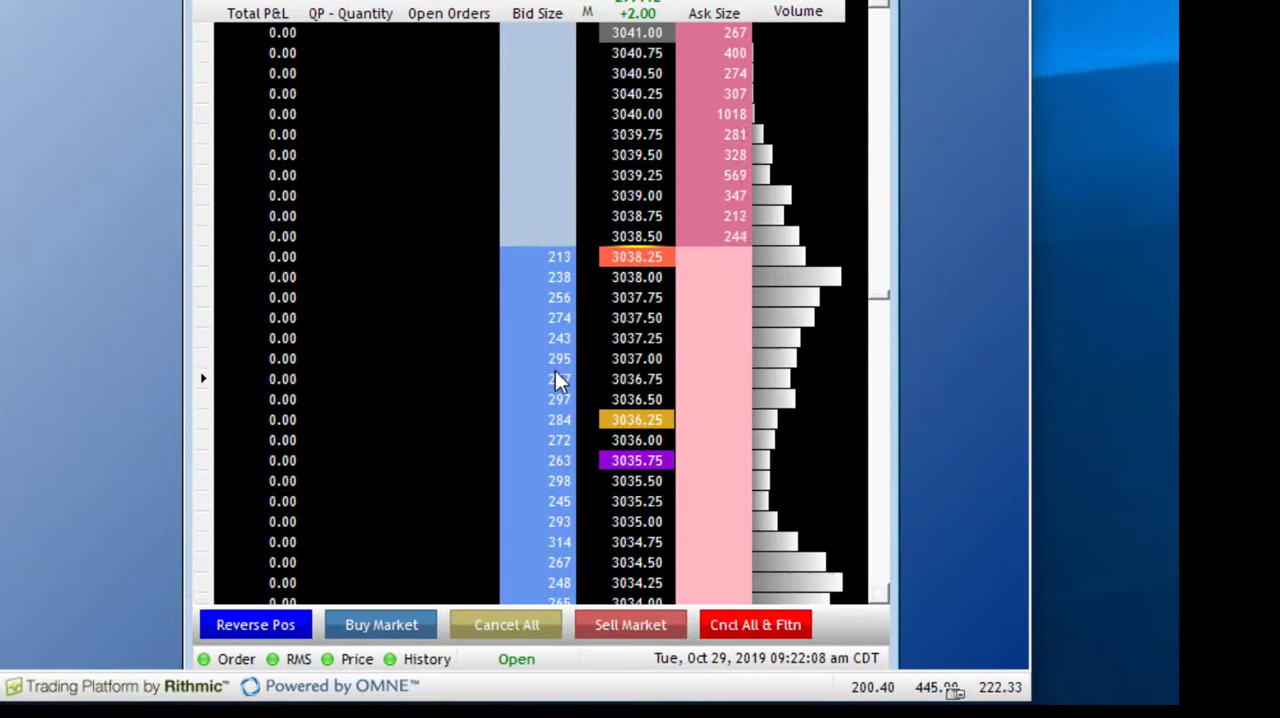 Total P&L QP - Quantity Open Orders Bid Size M +2.00 Ask Size Volume
0.00 3041.00 267
0.00 3040.75 400
0.00 3040.50 274
0.00 3040.25 307
0.00 3040.00 1018
0.00 3039.75 281
0.00 3039.50 328
0.00 3039.25 569
0.00 3039.00 347
0.00 3038.75 212
0.00 3038.50 244
0.00 213 3038.25
0.00 238 3038.00
0.00 256 3037.75
0.00 274 3037.50
0.00 243 3037.25
0.00 295 3037.00
0.00 3036.75
0.00 297 3036.50
0.00 284 3036.25
0.00 272 3036.00
0.00 263 3035.75
0.00 298 3035.50
0.00 245 3035.25
0.00 293 3035.00
0.00 314 3034.75
0.00 267 3034.50
0.00 248 3034.25
0.00 265 3034.00
Reverse Pos Buy Market Cancel All Sell Market Cncl All & Fltn
Order RMS Price History Open Tue, Oct 29, 2019 09:22:08 am CDT
Trading Platform by Rithmic™ Powered by OMNE™ 200.40 222.33